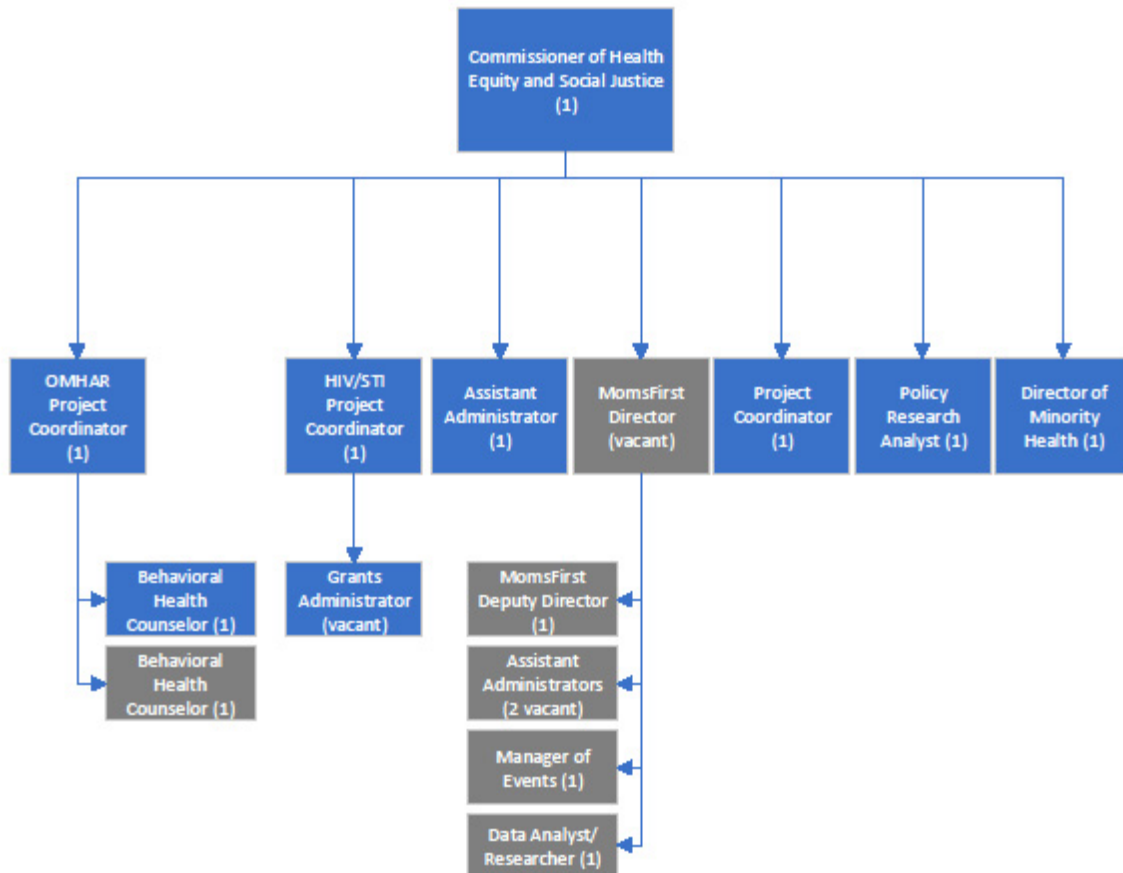 Commissioner of Health
Equity and Social Justice
(1)
OMHAR
Project
Coordinator
(1)
HIV/STI
Project
Coordinator
(1)
Assistant
Administrator
(1)
MomsFirst
Director
(vacant)
Project
Coordinator
(1)
Policy
Research
Analyst (1)
Director of
Minority
Health (1)
Behavioral
Health
Counselor (1)
Grants
Administrator
(vacant)
MomsFirst
Deputy Director
(1)
Behavioral
Health
Counselor (1)
Assistant
Administrators
(2 vacant)
Manager of
Events (1)
Data Analyst/
Researcher (1)